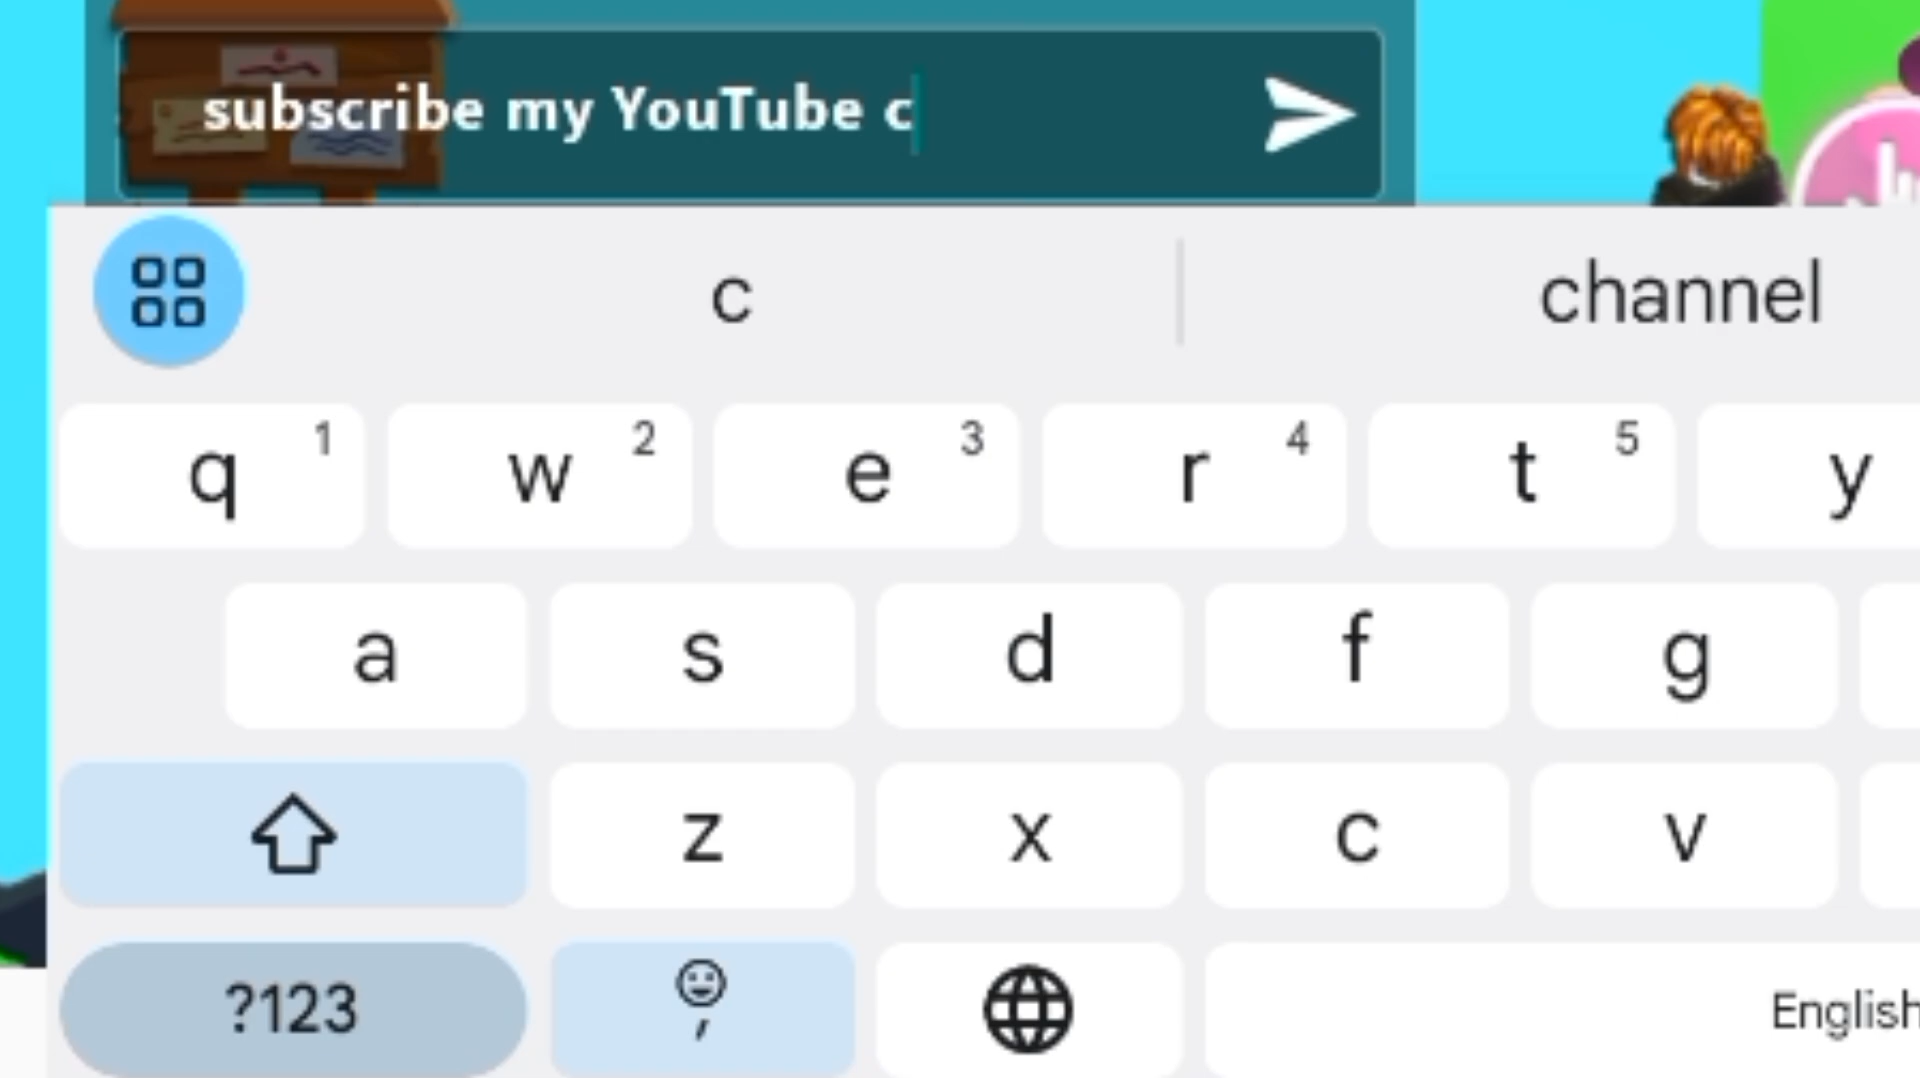 subscribe my YouTube c
c channel
q 1 w 2 e 3 r 4 t 5 y
a s d f g
z x c v
?123 , English